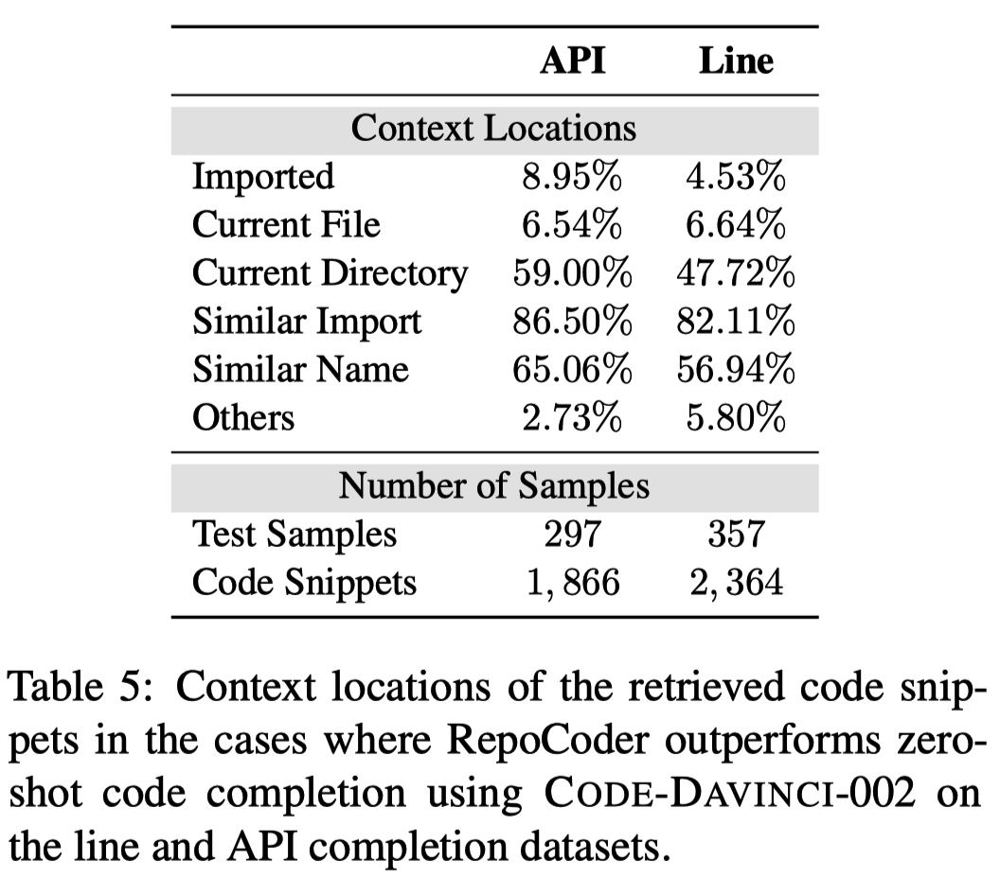 API Line
Context Locations
Imported 8.95% 4.53%
Current File 6.54% 6.64%
Current Directory 59.00% 47.72%
Similar Import 86.50% 82.11%
Similar Name 65.06% 56.94%
Others 2.73% 5.80%
Number of Samples
Test Samples 297 357
Code Snippets 1, 866 2, 364
Table 5: Context locations of the retrieved code snip-
pets in the cases where RepoCoder outperforms zero-
shot code completion using CODE-DAVINCI-002 on
the line and API completion datasets.